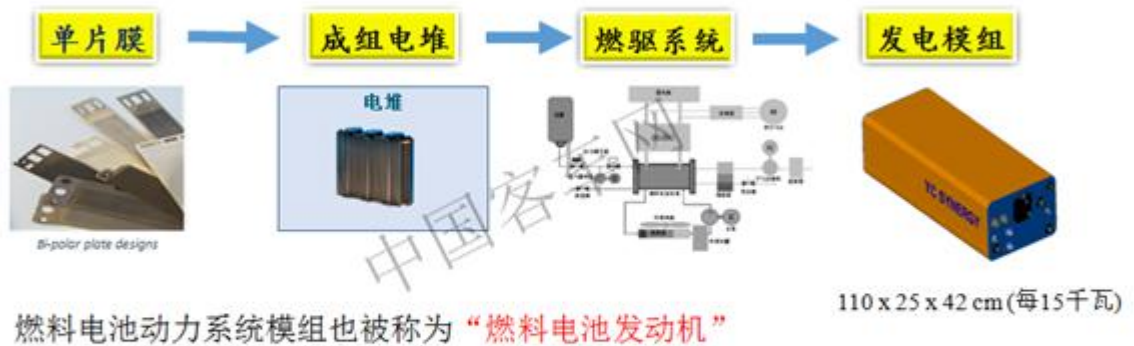 单片膜
成组电堆
燃驱系统
发电模组
电堆
Bi-polar plate designs
TC SYNERGY
中国客车网
110 x 25 x 42 cm (每15千瓦)
燃料电池动力系统模组也被称为“燃料电池发动机”